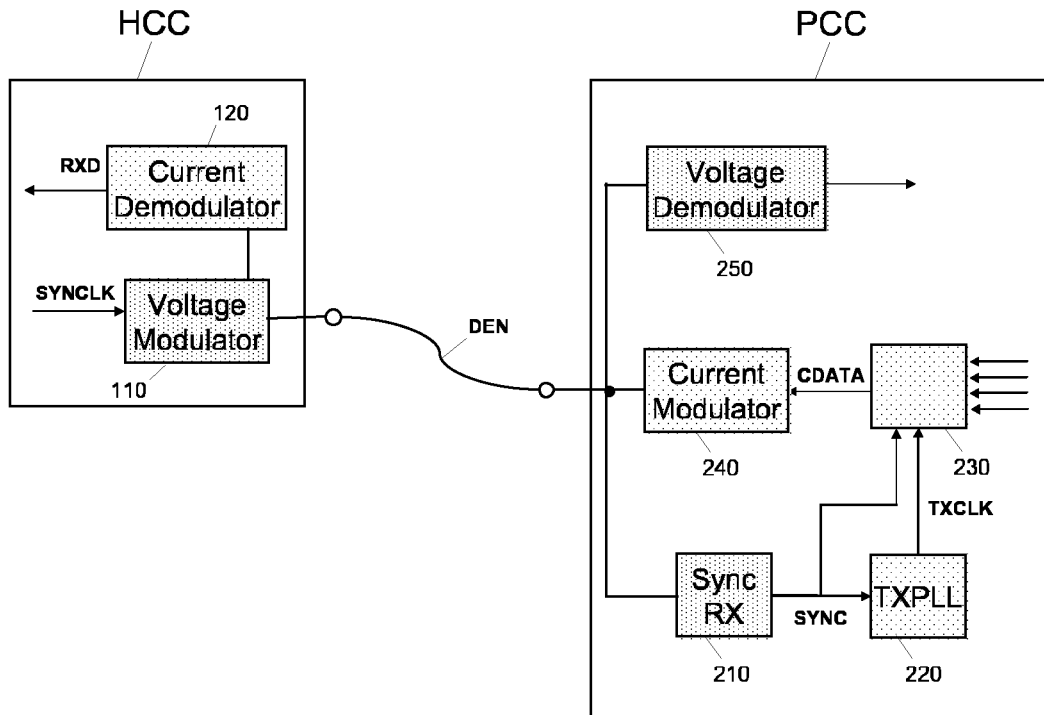 HCC
PCC
120
RXD
Current
Demodulator
Voltage
Demodulator
250
SYNCLK
Voltage
Modulator
110
DEN
Current
Modulator
240
CDATA
230
TXCLK
Sync
RX
210
SYNC
TXPLL
220